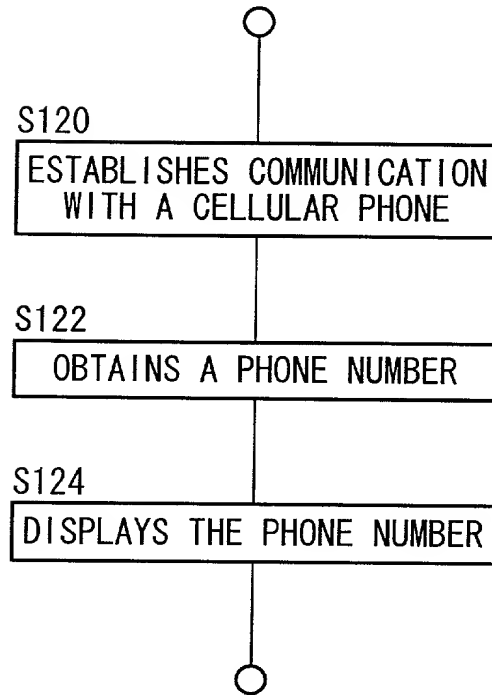 S120
ESTABLISHES COMMUNICATION
WITH A CELLULAR PHONE
S122
OBTAINS A PHONE NUMBER
S124
DISPLAYS THE PHONE NUMBER